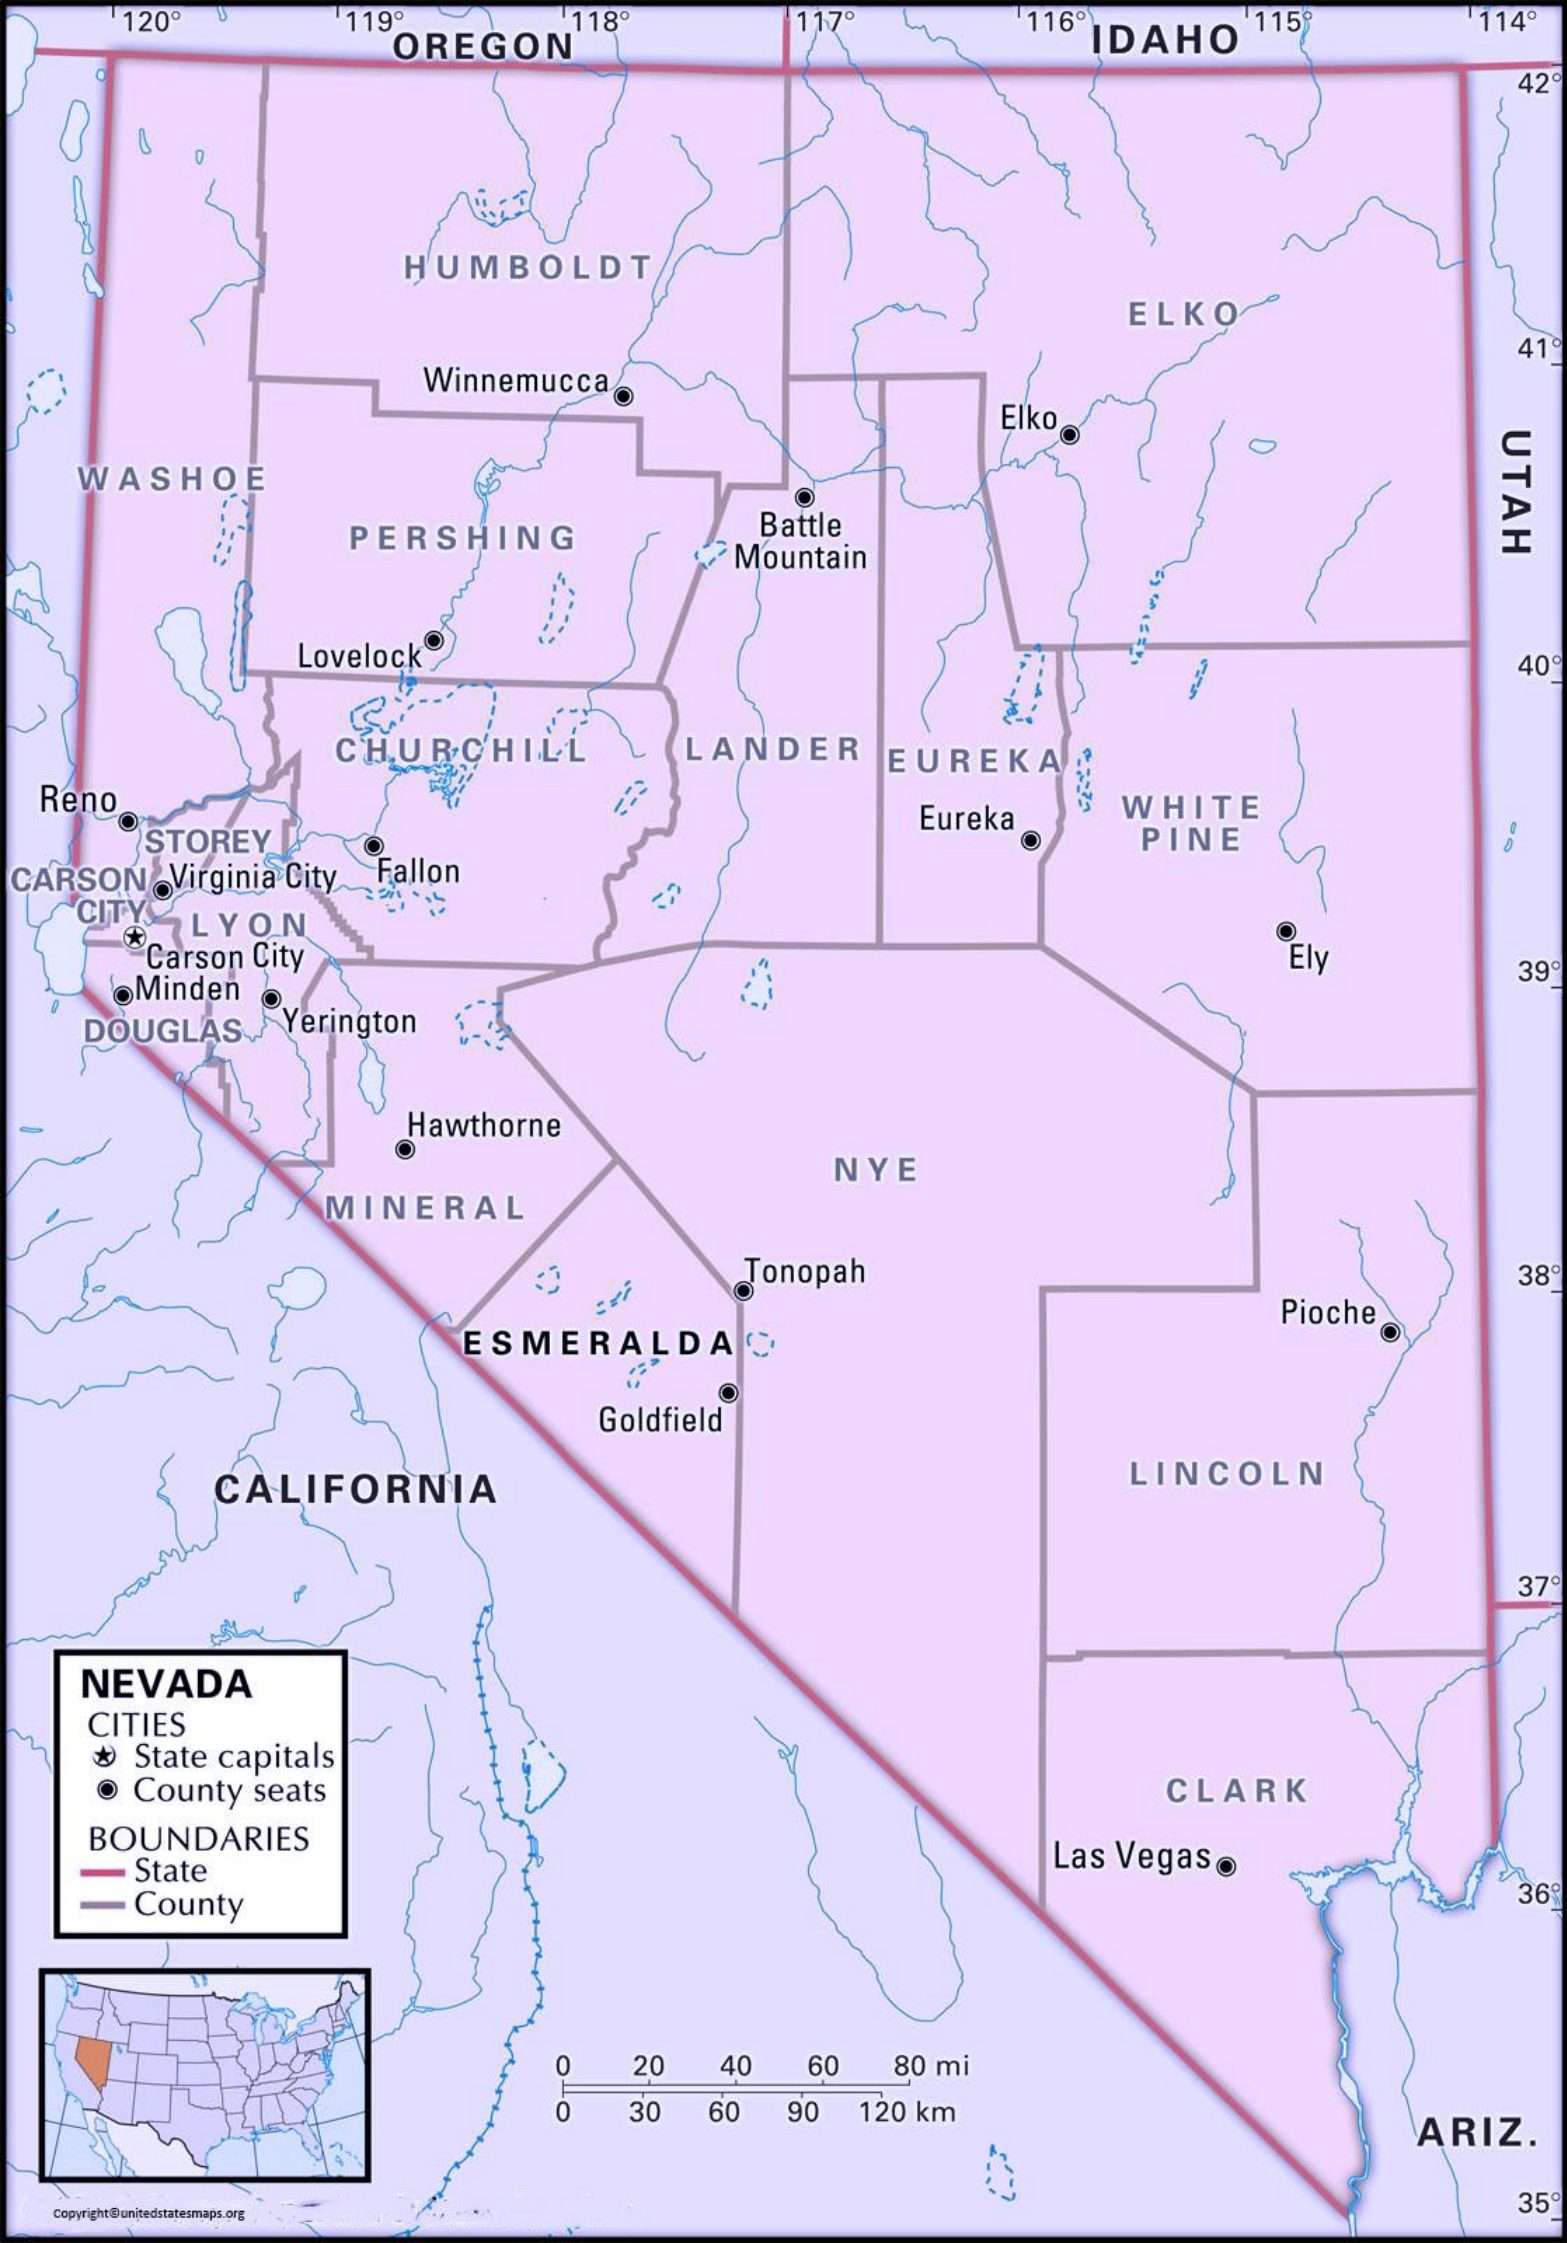 120° 119° 118° 117° 116° 115° 114°
OREGON IDAHO
42°
HUMBOLDT
ELKO
41°
Winnemucca
Elko
WASHOE
UTAH
Battle
Mountain
PERSHING
Lovelock
40°
CHURCHILL LANDER EUREKA
WHITE
PINE
Reno
Eureka
STOREY
Fallon
CARSON
CITY
Virginia City
LYON
Carson City
Ely
39°
Minden
Yerington
DOUGLAS
Hawthorne
NYE
MINERAL
Tonopah
38°
Pioche
ESMERALDA
Goldfield
LINCOLN
CALIFORNIA
37°
NEVADA
CITIES
State capitals
County seats
BOUNDARIES
State
County
CLARK
Las Vegas
36°
0 20 40 60 80 mi
0 30 60 90 120 km
ARIZ.
35°
Copyright©unitedstatesmaps.org